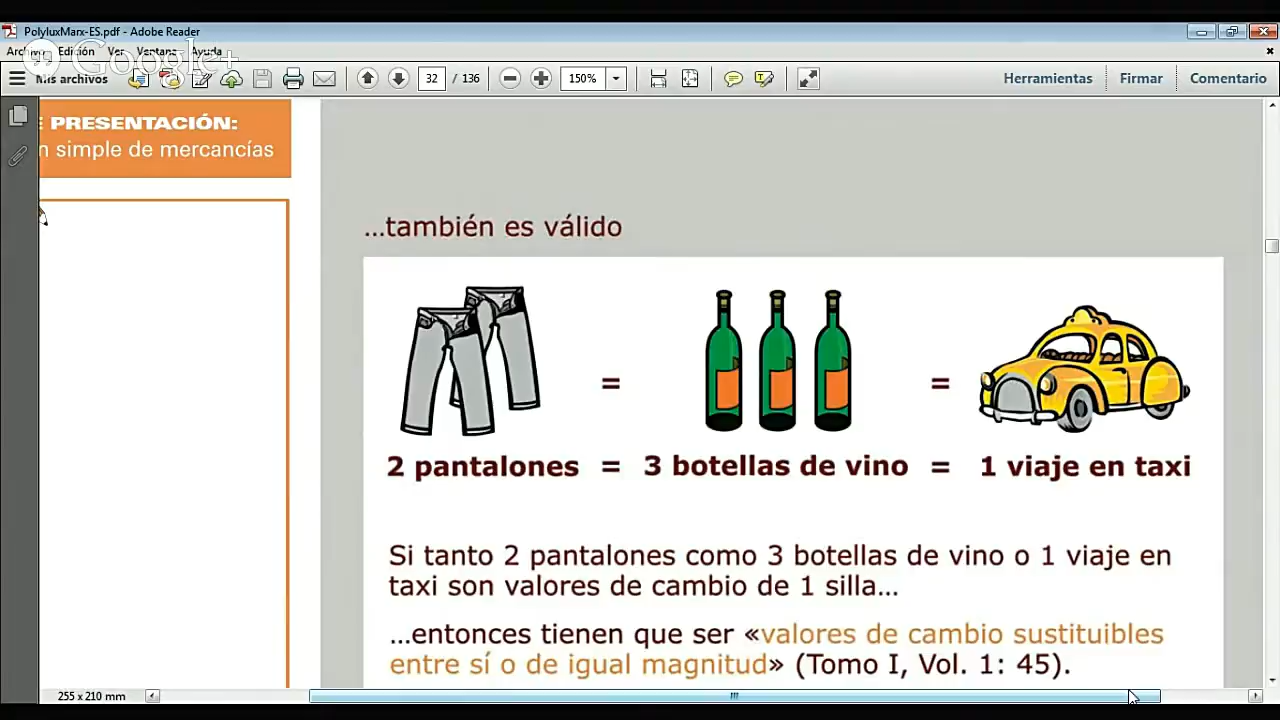 PolyluxMarx-ES.pdf - Adobe Reader
Archivo Edición Ver Ventana Ayuda
Google+
Mis archivos
32 / 136
150%
Herramientas
Firmar
Comentario
PRESENTACIÓN:
n simple de mercancías
…también es válido
= =
2 pantalones = 3 botellas de vino = 1 viaje en taxi
Si tanto 2 pantalones como 3 botellas de vino o 1 viaje en
taxi son valores de cambio de 1 silla…
…entonces tienen que ser «valores de cambio sustituibles
entre sí o de igual magnitud» (Tomo I, Vol. 1: 45).
255 x 210 mm